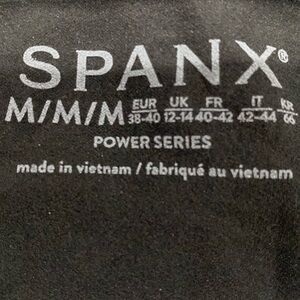 SPANX®
M/M/M EUR 38-40 UK 12-14 FR 40-42 IT 42-44 KR 66
POWER SERIES
made in vietnam / fabriqué au vietnam